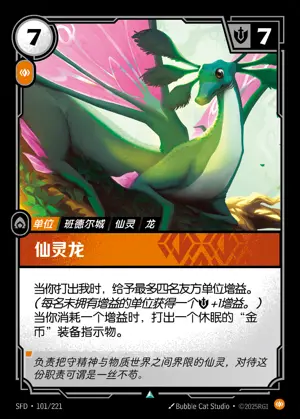 7
7
单位 班德尔城 仙灵 龙
仙灵龙
当你打出我时，给予最多四名友方单位增益。
（每名未拥有增益的单位获得一个+1增益。）
当你消耗一个增益时，打出一个休眠的“金
币”装备指示物。
负责把守精神与物质世界之间界限的仙灵，对待这
份职责可谓是一丝不苟。
SFD • 101/221
Bubble Cat Studio
©2025RGI